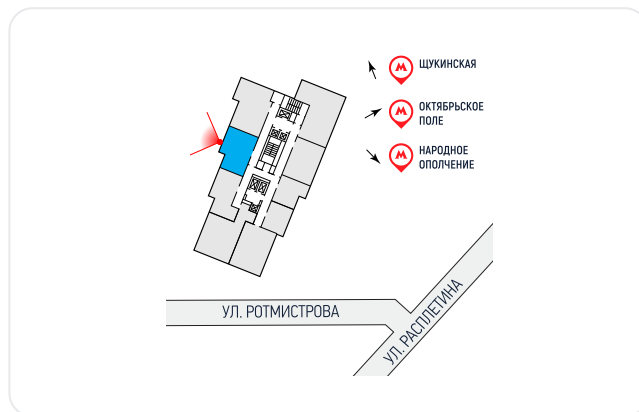 ЩУКИНСКАЯ
ОКТЯБРЬСКОЕ
ПОЛЕ
НАРОДНОЕ
ОПОЛЧЕНИЕ
УЛ. РОТМИСТРОВА
УЛ. РАСПЛЕТИНА